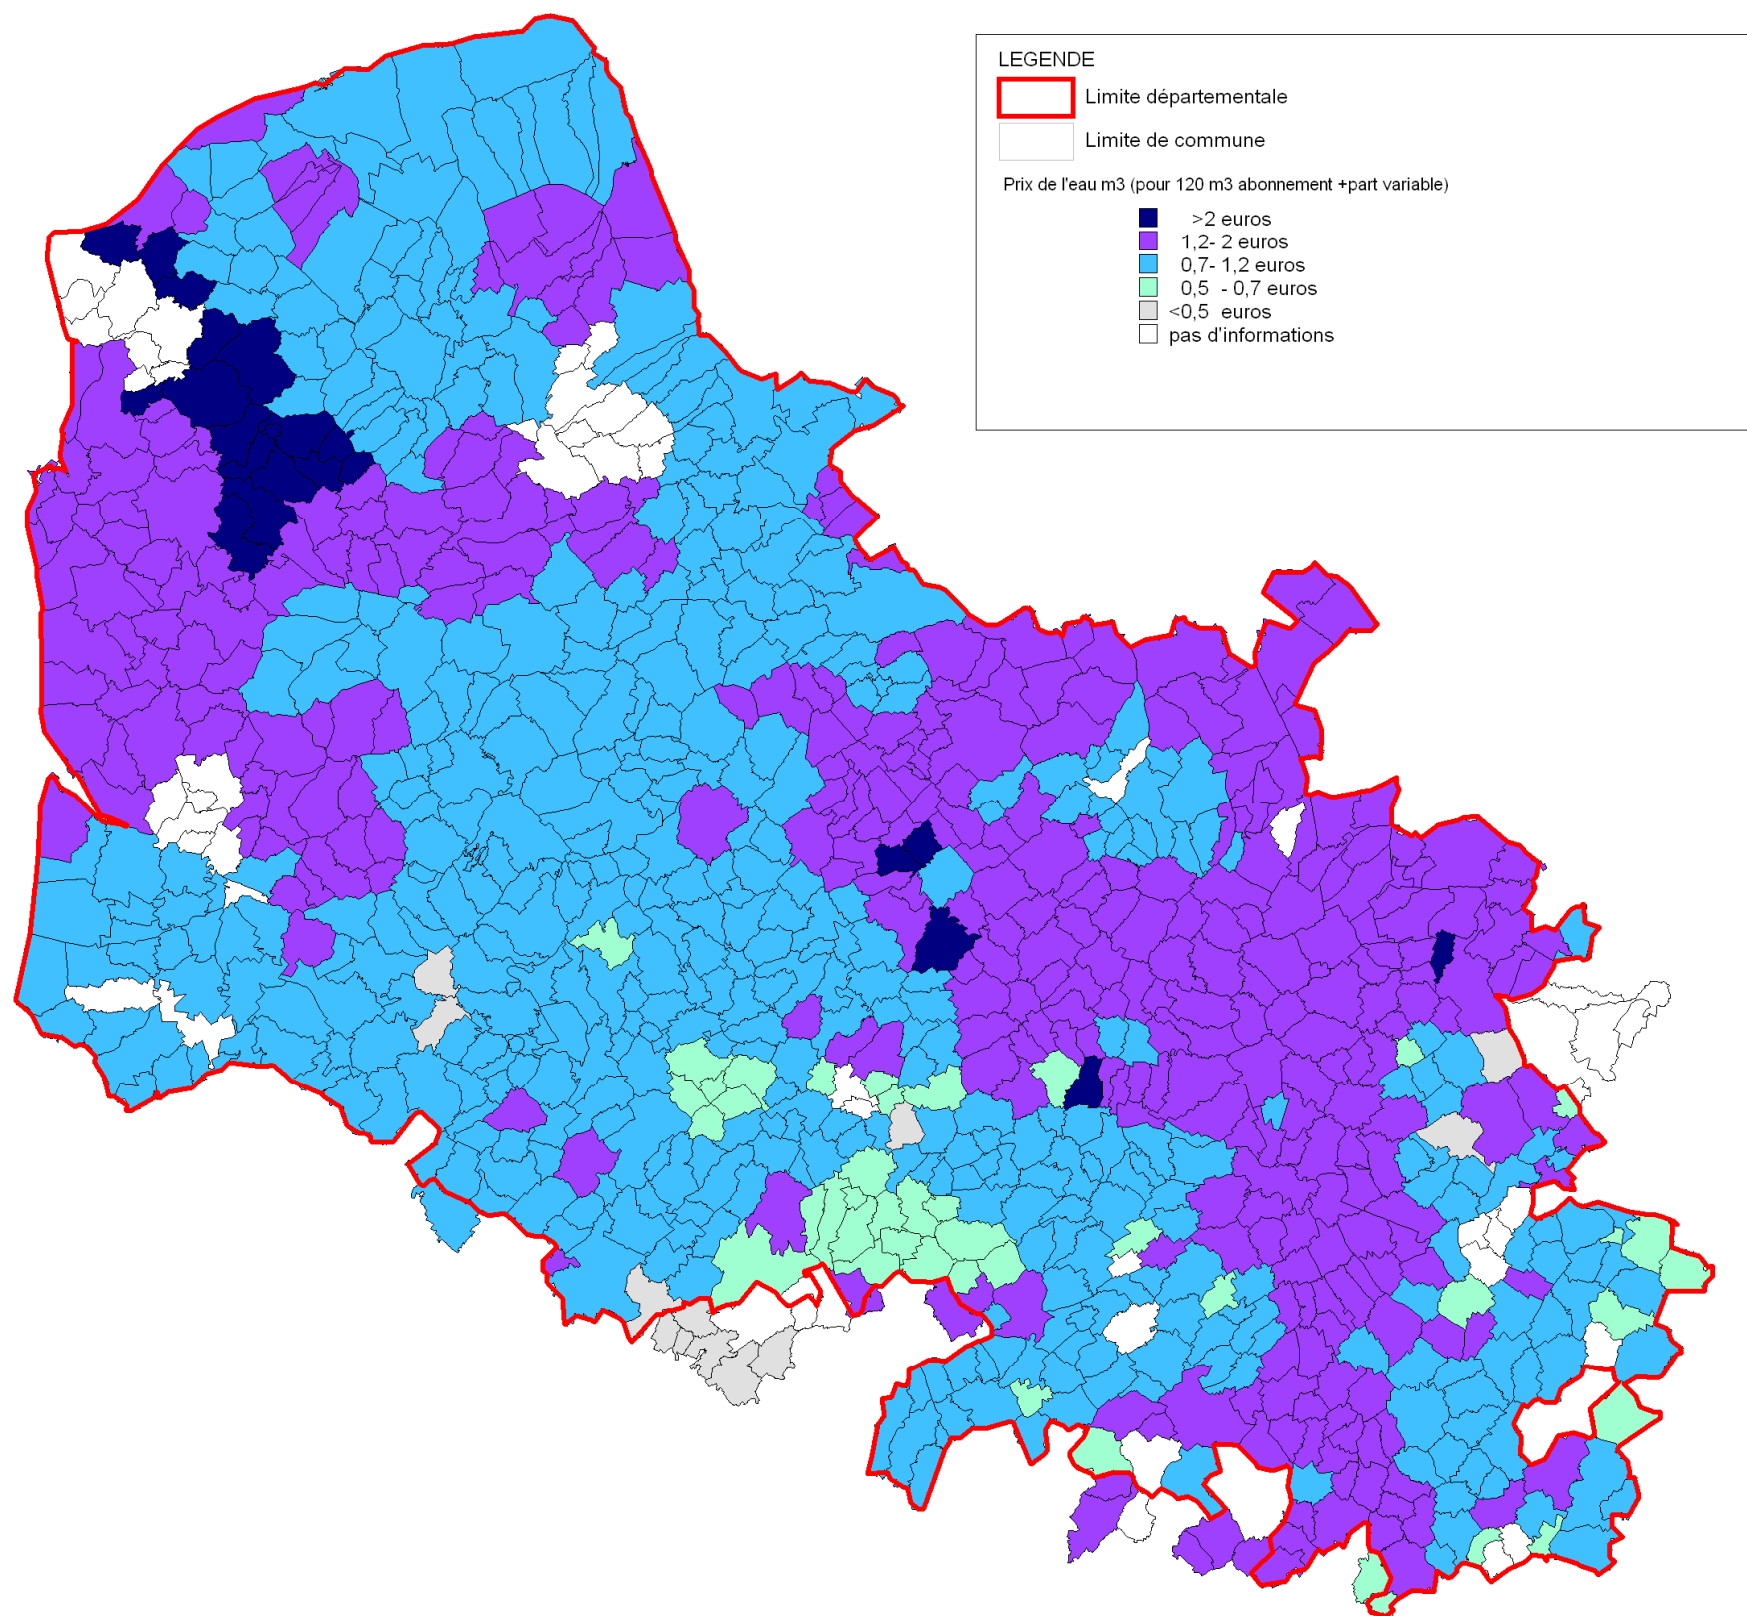 LEGENDE
Limite départementale
Limite de commune
Prix de l'eau m3 (pour 120 m3 abonnement +part variable)
>2 euros
1,2- 2 euros
0,7- 1,2 euros
0,5 - 0,7 euros
<0,5 euros
pas d'informations